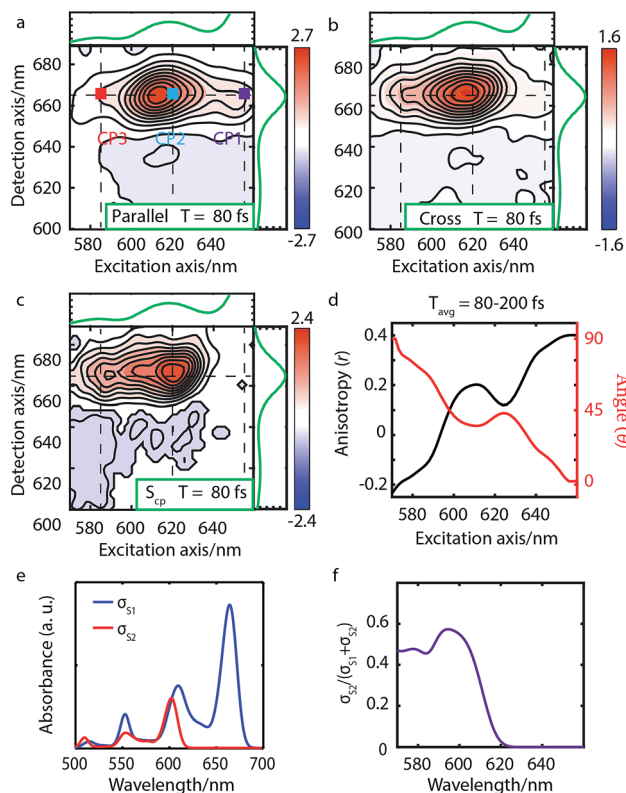 a
2.7
-2.7
680
660
640
620
600
Detection axis/nm
CP3
CP2
CP1
Parallel T = 80 fs
580
600
620
640
Excitation axis/nm
b
1.6
-1.6
680
660
640
620
600
Detection axis/nm
Cross T = 80 fs
580
600
620
640
Excitation axis/nm
c
2.4
-2.4
680
660
640
620
600
Detection axis/nm
Scp T = 80 fs
580
600
620
640
Excitation axis/nm
d
Tavg = 80-200 fs
0.4
0.2
0
-0.2
Anisotropy (r)
90
45
0
Angle (θ)
580
600
620
640
Excitation axis/nm
e
σS1
σS2
Absorbance (a. u.)
500
550
600
650
700
Wavelength/nm
f
0.6
0.4
0.2
0
σS2/(σS1+σS2)
580
600
620
640
Wavelength/nm